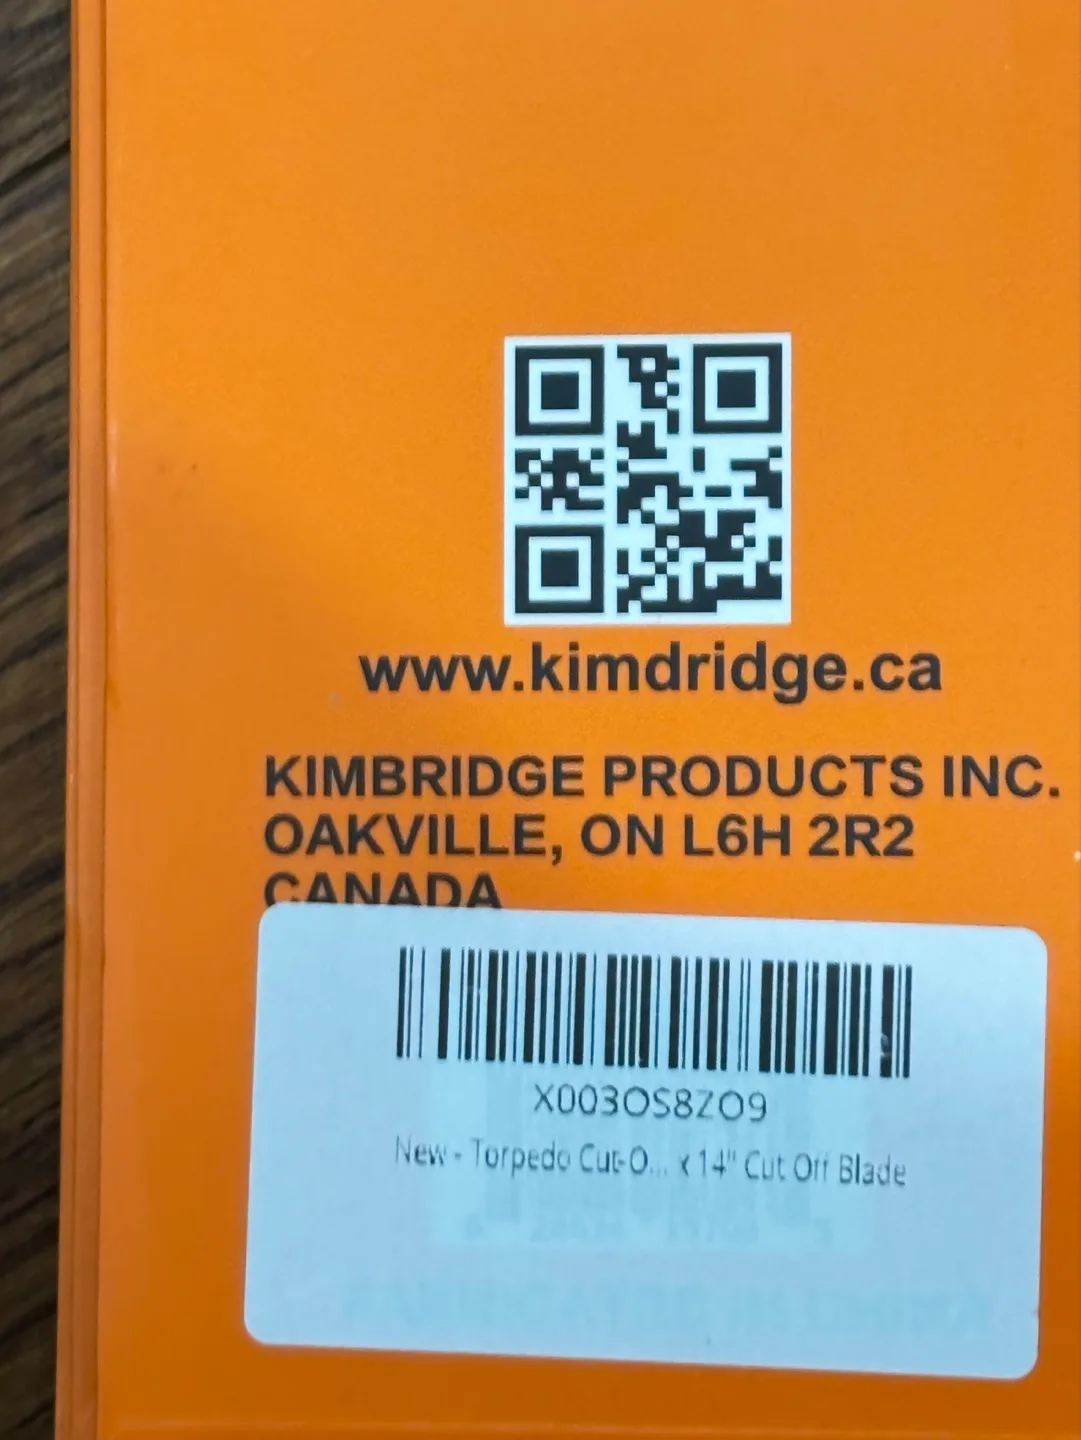 www.kimdridge.ca
KIMBRIDGE PRODUCTS INC.
OAKVILLE, ON L6H 2R2
CANADA
X003OS8ZO9
New - Torpedo Cut-O... x 14" Cut Off Blade